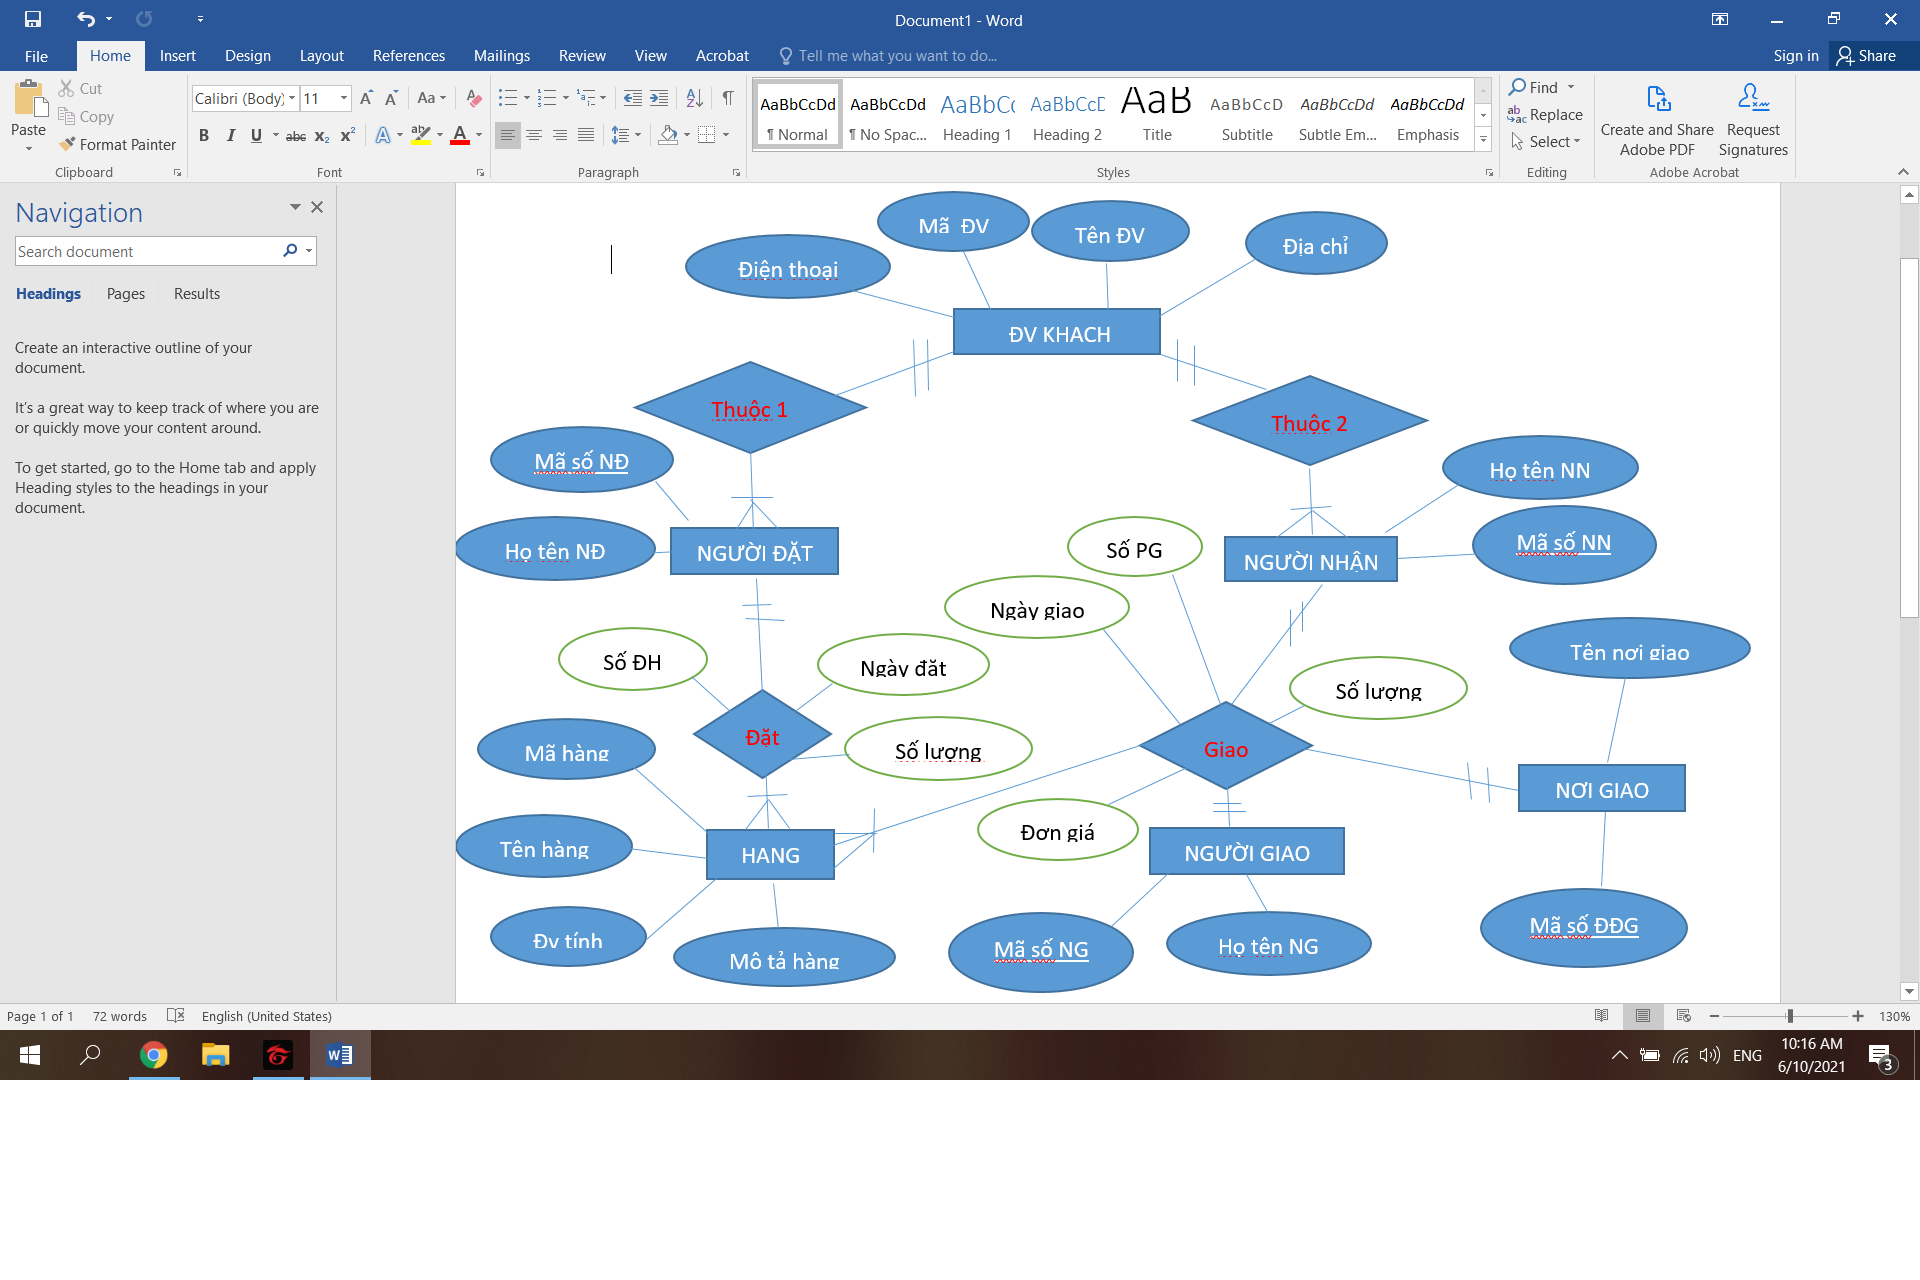 Document1 - Word
File
Home
Insert
Design
Layout
References
Mailings
Review
View
Acrobat
Tell me what you want to do...
Sign in
Share
Paste
Cut
Copy
Format Painter
Clipboard
Calibri (Body)
11
Font
Paragraph
AaBbCcDd
¶ Normal
AaBbCcDd
¶ No Spac...
AaBbCc
Heading 1
AaBbCcD
Heading 2
AaB
Title
AaBbCcD
Subtitle
AaBbCcDd
Subtle Em...
AaBbCcDd
Emphasis
Styles
Find
Replace
Select
Editing
Create and Share
Adobe PDF
Request
Signatures
Adobe Acrobat
Navigation
Search document
Headings
Pages
Results
Create an interactive outline of your
document.
It's a great way to keep track of where you are
or quickly move your content around.
To get started, go to the Home tab and apply
Heading styles to the headings in your
document.
Mã ĐV
Tên ĐV
Địa chỉ
Điện thoại
ĐV KHACH
Thuộc 1
Thuộc 2
Mã số NĐ
Họ tên NN
Họ tên NĐ
NGƯỜI ĐẶT
Số PG
NGƯỜI NHẬN
Mã số NN
Ngày giao
Số ĐH
Ngày đặt
Số lượng
Tên nơi giao
Mã hàng
Đặt
Số lượng
Giao
NƠI GIAO
Tên hàng
HANG
Đơn giá
NGƯỜI GIAO
Đv tính
Mô tả hàng
Mã số NG
Họ tên NG
Mã số ĐĐG
Page 1 of 1
72 words
English (United States)
130%
ENG
10:16 AM
6/10/2021
3